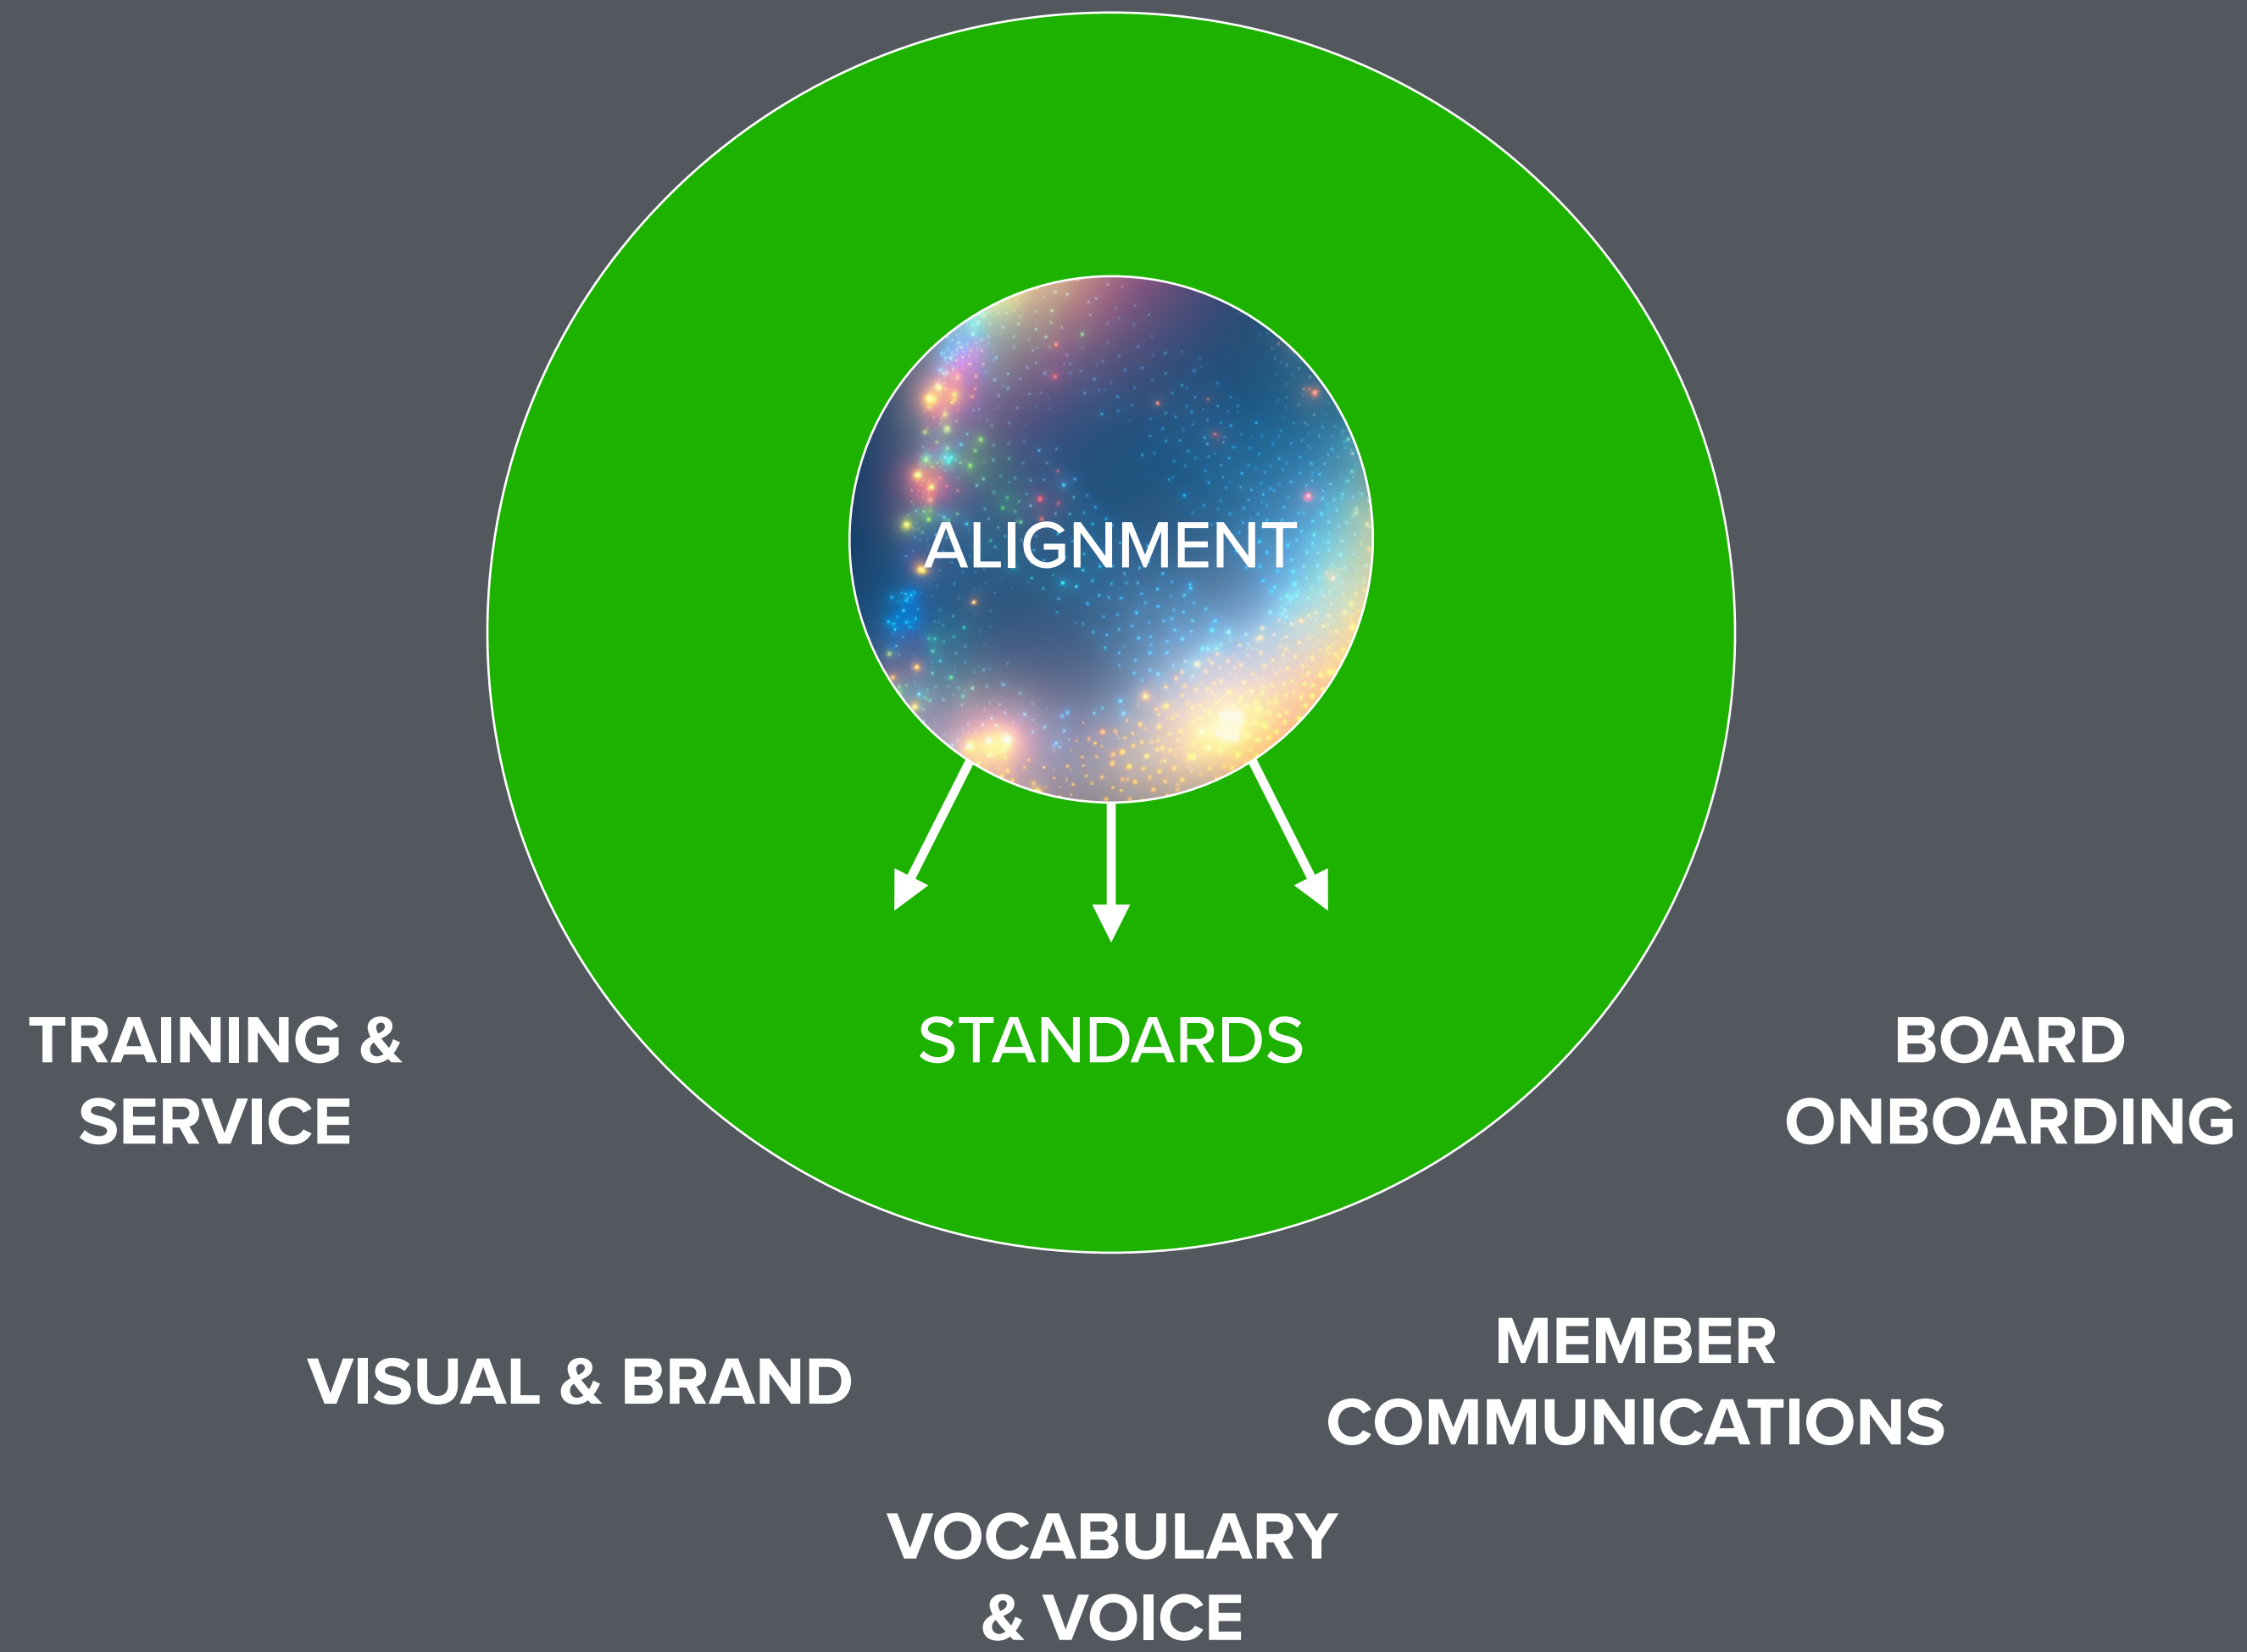 ALIGNMENT
STANDARDS
TRAINING &
SERVICE
BOARD
ONBOARDING
VISUAL & BRAND
MEMBER
COMMUNICATIONS
VOCABULARY
& VOICE